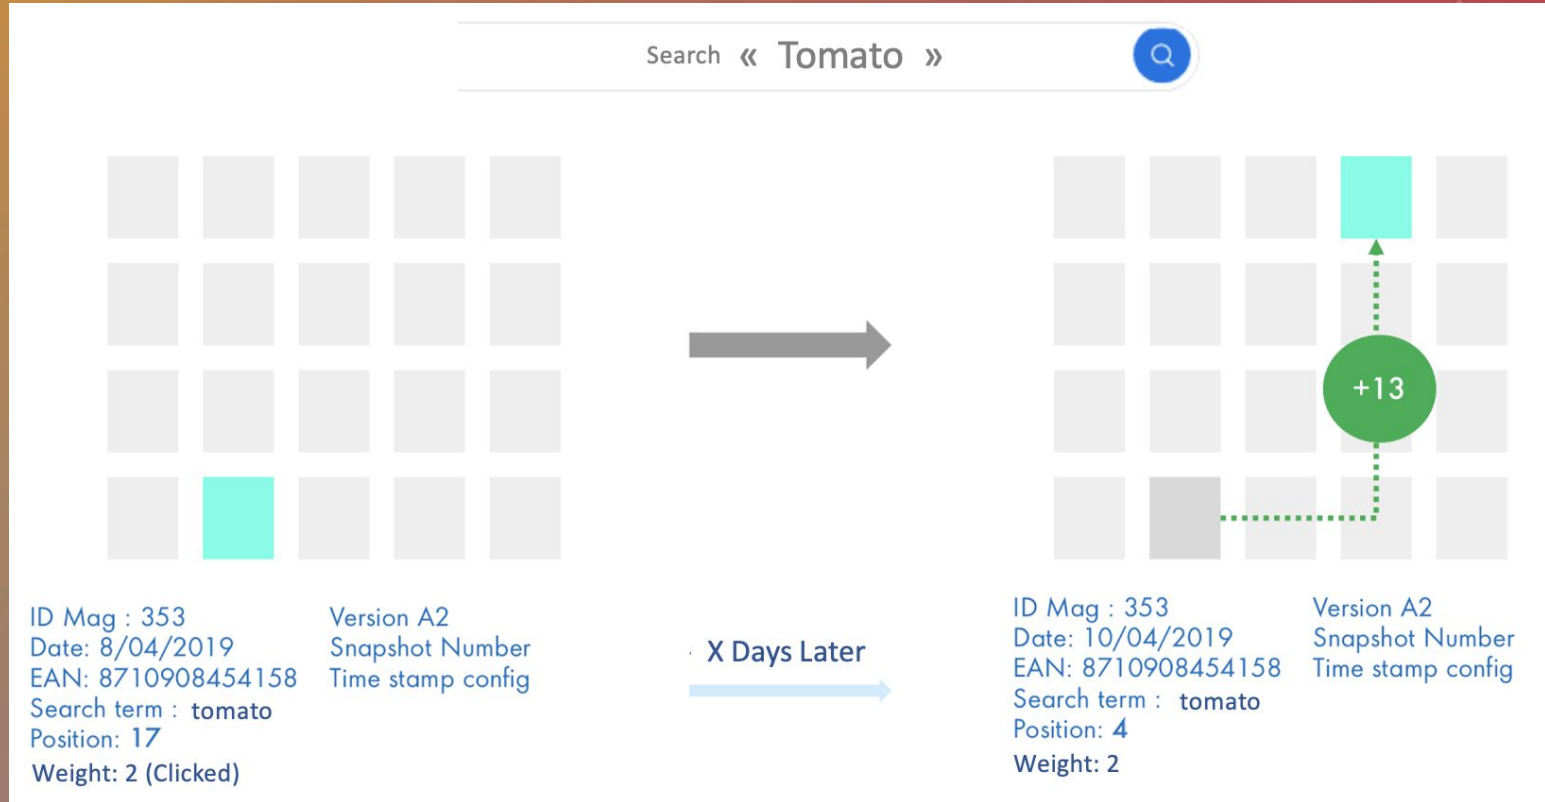 Search « Tomato »
+13
ID Mag : 353
Date: 8/04/2019
EAN: 8710908454158
Search term : tomato
Position: 17
Weight: 2 (Clicked)
Version A2
Snapshot Number
Time stamp config
X Days Later
ID Mag : 353
Date: 10/04/2019
EAN: 8710908454158
Search term : tomato
Position: 4
Weight: 2
Version A2
Snapshot Number
Time stamp config